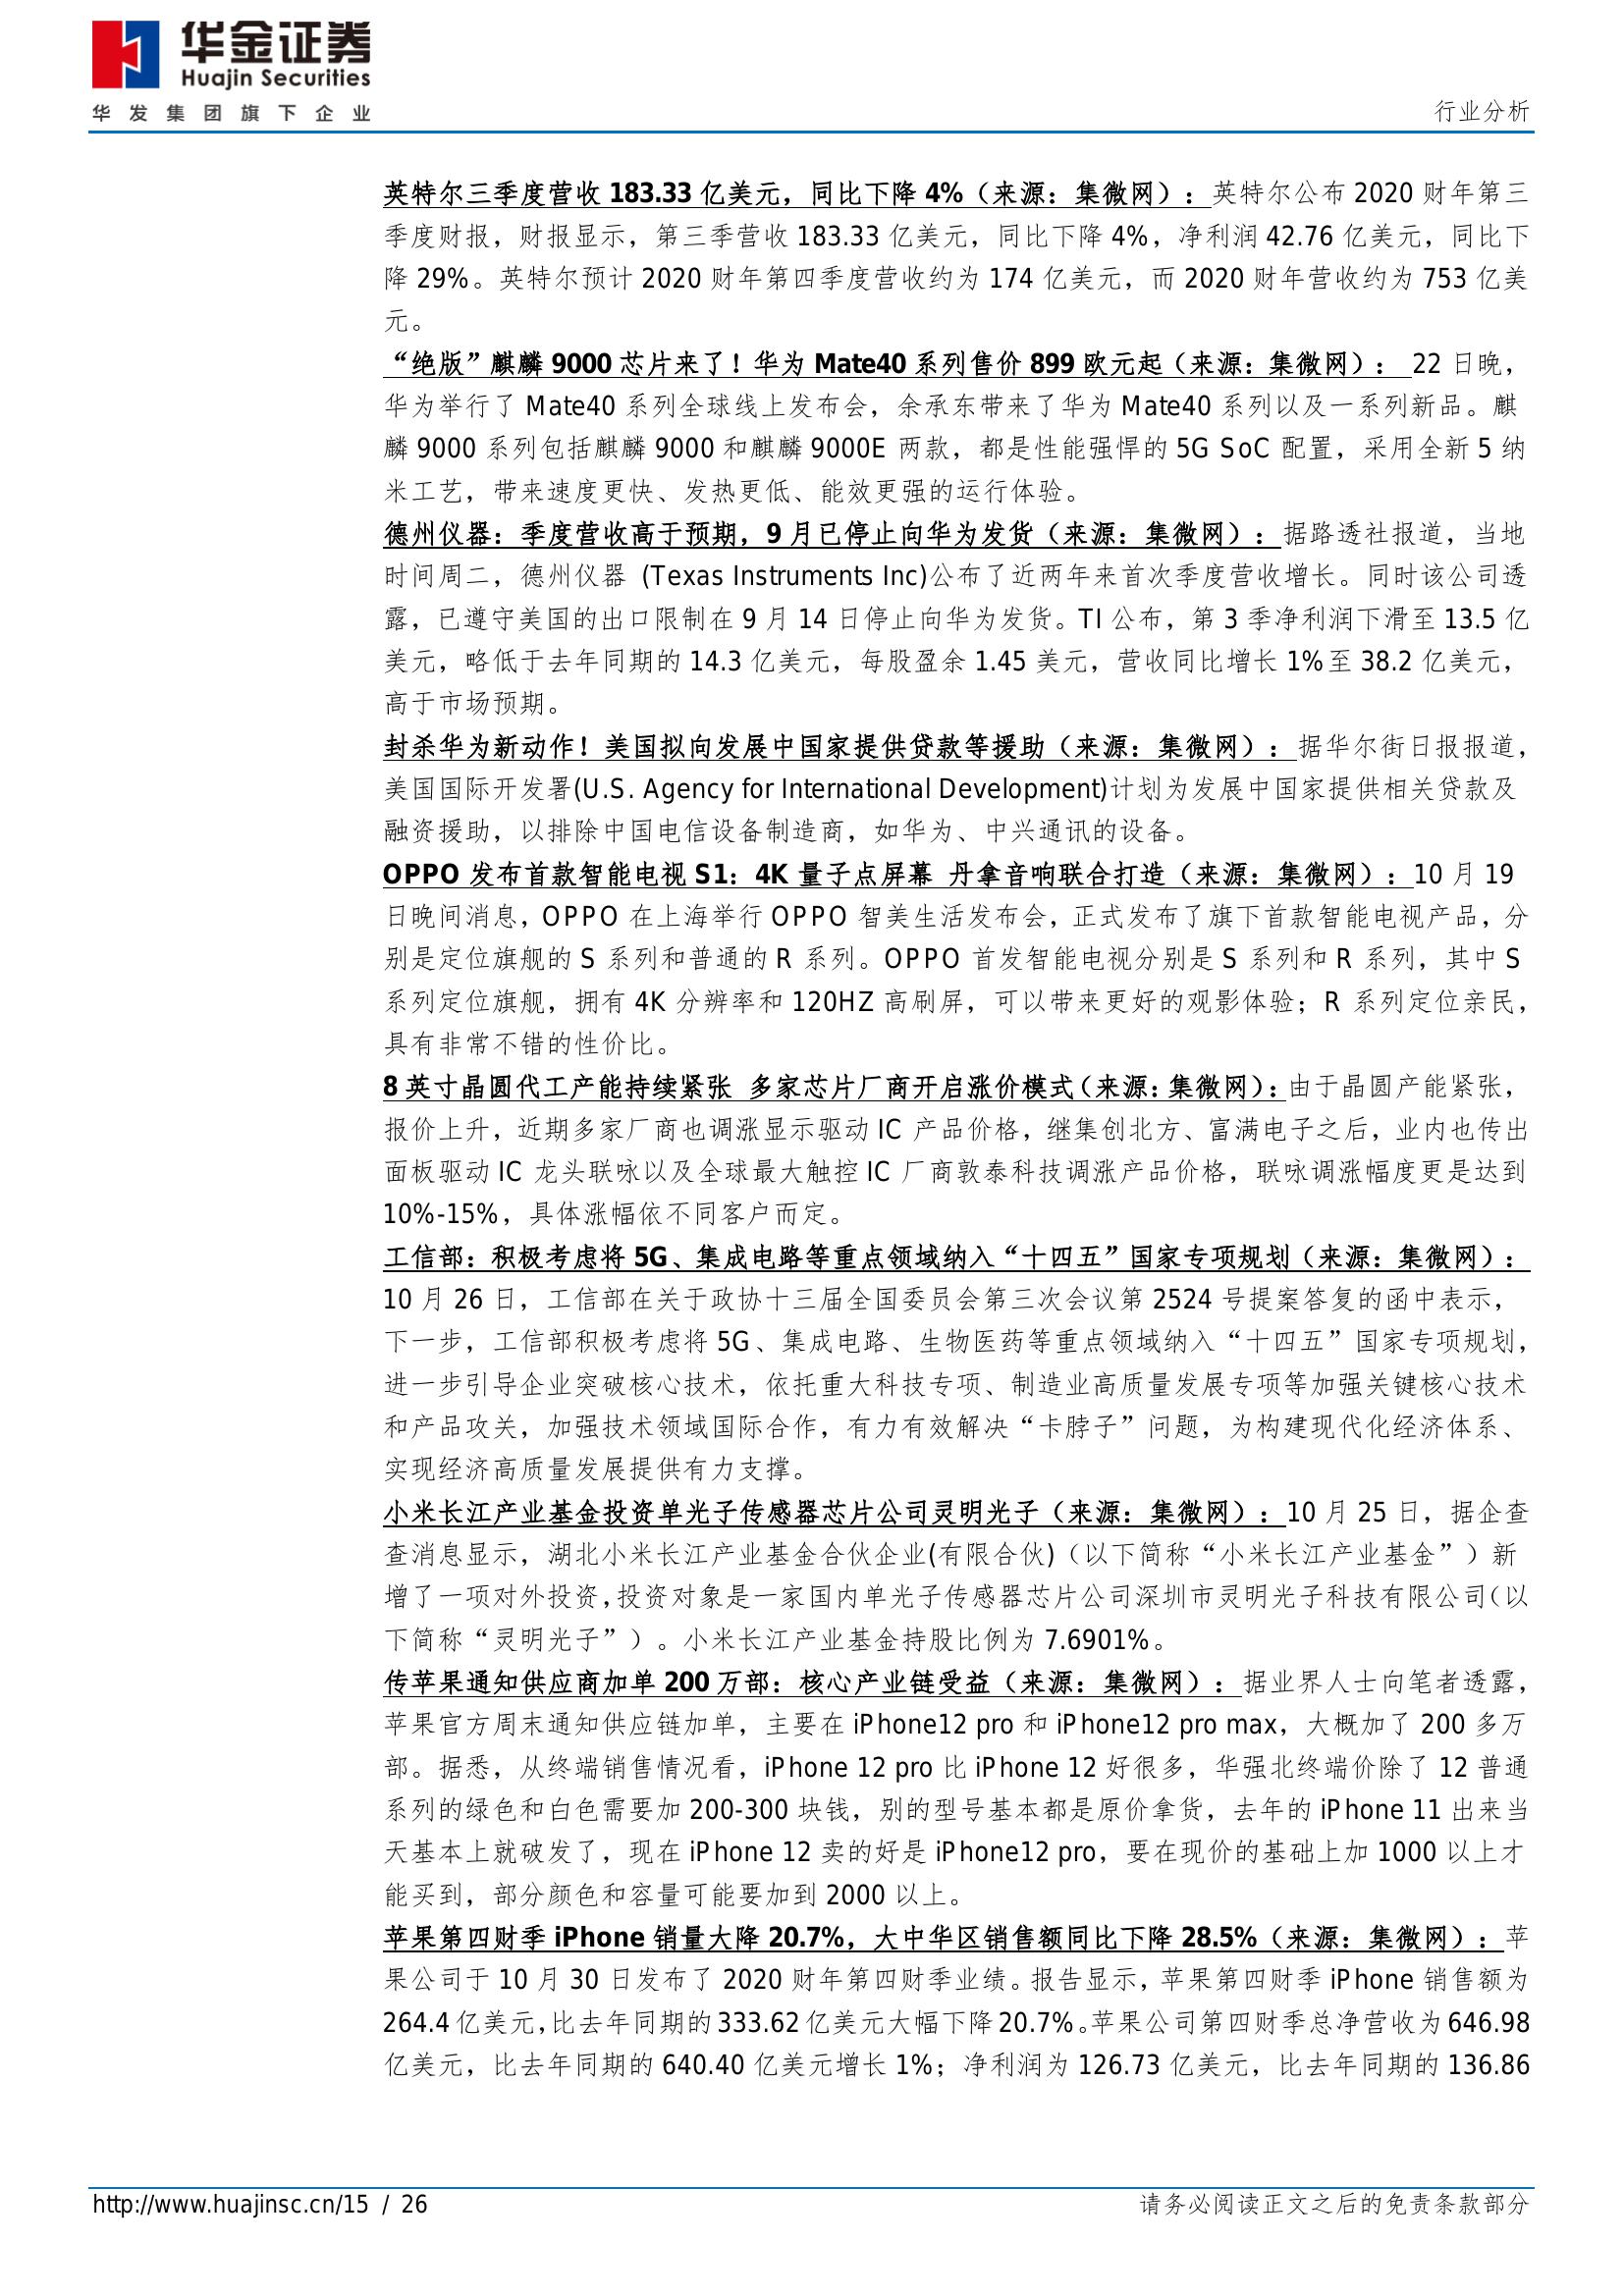 华金证券
Huajin Securities
华发集团旗下企业
行业分析
英特尔三季度营收 183.33 亿美元，同比下降 4%（来源：集微网）：英特尔公布 2020 财年第三
季度财报，财报显示，第三季营收 183.33 亿美元，同比下降 4%，净利润 42.76 亿美元，同比下
降 29%。英特尔预计 2020 财年第四季度营收约为 174 亿美元，而 2020 财年营收约为 753 亿美
元。
“绝版”麒麟 9000 芯片来了！华为 Mate40 系列售价 899 欧元起（来源：集微网）： 22 日晚，
华为举行了 Mate40 系列全球线上发布会，余承东带来了华为 Mate40 系列以及一系列新品。麒
麟 9000 系列包括麒麟 9000 和麒麟 9000E 两款，都是性能强悍的 5G SoC 配置，采用全新 5 纳
米工艺，带来速度更快、发热更低、能效更强的运行体验。
德州仪器：季度营收高于预期，9 月已停止向华为发货（来源：集微网）：据路透社报道，当地
时间周二，德州仪器 (Texas Instruments Inc)公布了近两年来首次季度营收增长。同时该公司透
露，已遵守美国的出口限制在 9 月 14 日停止向华为发货。TI 公布，第 3 季净利润下滑至 13.5 亿
美元，略低于去年同期的 14.3 亿美元，每股盈余 1.45 美元，营收同比增长 1%至 38.2 亿美元，
高于市场预期。
封杀华为新动作！美国拟向发展中国家提供贷款等援助（来源：集微网）：据华尔街日报报道，
美国国际开发署(U.S. Agency for International Development)计划为发展中国家提供相关贷款及
融资援助，以排除中国电信设备制造商，如华为、中兴通讯的设备。
OPPO 发布首款智能电视 S1：4K 量子点屏幕 丹拿音响联合打造（来源：集微网）：10 月 19
日晚间消息，OPPO 在上海举行 OPPO 智美生活发布会，正式发布了旗下首款智能电视产品，分
别是定位旗舰的 S 系列和普通的 R 系列。OPPO 首发智能电视分别是 S 系列和 R 系列，其中 S
系列定位旗舰，拥有 4K 分辨率和 120HZ 高刷屏，可以带来更好的观影体验；R 系列定位亲民，
具有非常不错的性价比。
8 英寸晶圆代工产能持续紧张 多家芯片厂商开启涨价模式（来源：集微网）：由于晶圆产能紧张，
报价上升，近期多家厂商也调涨显示驱动 IC 产品价格，继集创北方、富满电子之后，业内也传出
面板驱动 IC 龙头联咏以及全球最大触控 IC 厂商敦泰科技调涨产品价格，联咏调涨幅度更是达到
10%-15%，具体涨幅依不同客户而定。
工信部：积极考虑将 5G、集成电路等重点领域纳入“十四五”国家专项规划（来源：集微网）：
10 月 26 日，工信部在关于政协十三届全国委员会第三次会议第 2524 号提案答复的函中表示，
下一步，工信部积极考虑将 5G、集成电路、生物医药等重点领域纳入“十四五”国家专项规划，
进一步引导企业突破核心技术，依托重大科技专项、制造业高质量发展专项等加强关键核心技术
和产品攻关，加强技术领域国际合作，有力有效解决“卡脖子”问题，为构建现代化经济体系、
实现经济高质量发展提供有力支撑。
小米长江产业基金投资单光子传感器芯片公司灵明光子（来源：集微网）：10 月 25 日，据企查
查消息显示，湖北小米长江产业基金合伙企业(有限合伙)（以下简称“小米长江产业基金”）新
增了一项对外投资，投资对象是一家国内单光子传感器芯片公司深圳市灵明光子科技有限公司（以
下简称“灵明光子”）。小米长江产业基金持股比例为 7.6901%。
传苹果通知供应商加单 200 万部：核心产业链受益（来源：集微网）：据业界人士向笔者透露，
苹果官方周末通知供应链加单，主要在 iPhone12 pro 和 iPhone12 pro max，大概加了 200 多万
部。据悉，从终端销售情况看，iPhone 12 pro 比 iPhone 12 好很多，华强北终端价除了 12 普通
系列的绿色和白色需要加 200-300 块钱，别的型号基本都是原价拿货，去年的 iPhone 11 出来当
天基本上就破发了，现在 iPhone 12 卖的好是 iPhone12 pro，要在现价的基础上加 1000 以上才
能买到，部分颜色和容量可能要加到 2000 以上。
苹果第四财季 iPhone 销量大降 20.7%，大中华区销售额同比下降 28.5%（来源：集微网）：苹
果公司于 10 月 30 日发布了 2020 财年第四财季业绩。报告显示，苹果第四财季 iPhone 销售额为
264.4 亿美元，比去年同期的 333.62 亿美元大幅下降 20.7%。苹果公司第四财季总净营收为 646.98
亿美元，比去年同期的 640.40 亿美元增长 1%；净利润为 126.73 亿美元，比去年同期的 136.86
http://www.huajinsc.cn/15 / 26
请务必阅读正文之后的免责条款部分